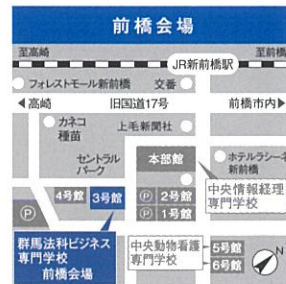 前橋会場
至高崎
至前橋
JR新前橋駅
フォレストモール新前橋
交番
◀高崎
旧国道17号
前橋市内▶
カネコ
種苗
上毛新聞社
セントラル
パーク
本部館
ホテルラシーネ
新前橋
4号館
3号館
Ⓟ 2号館
Ⓟ 1号館
中央情報経理
専門学校
Ⓟ
群馬法科ビジネス
専門学校
前橋会場
中央動物看護
専門学校
5号館
6号館
N